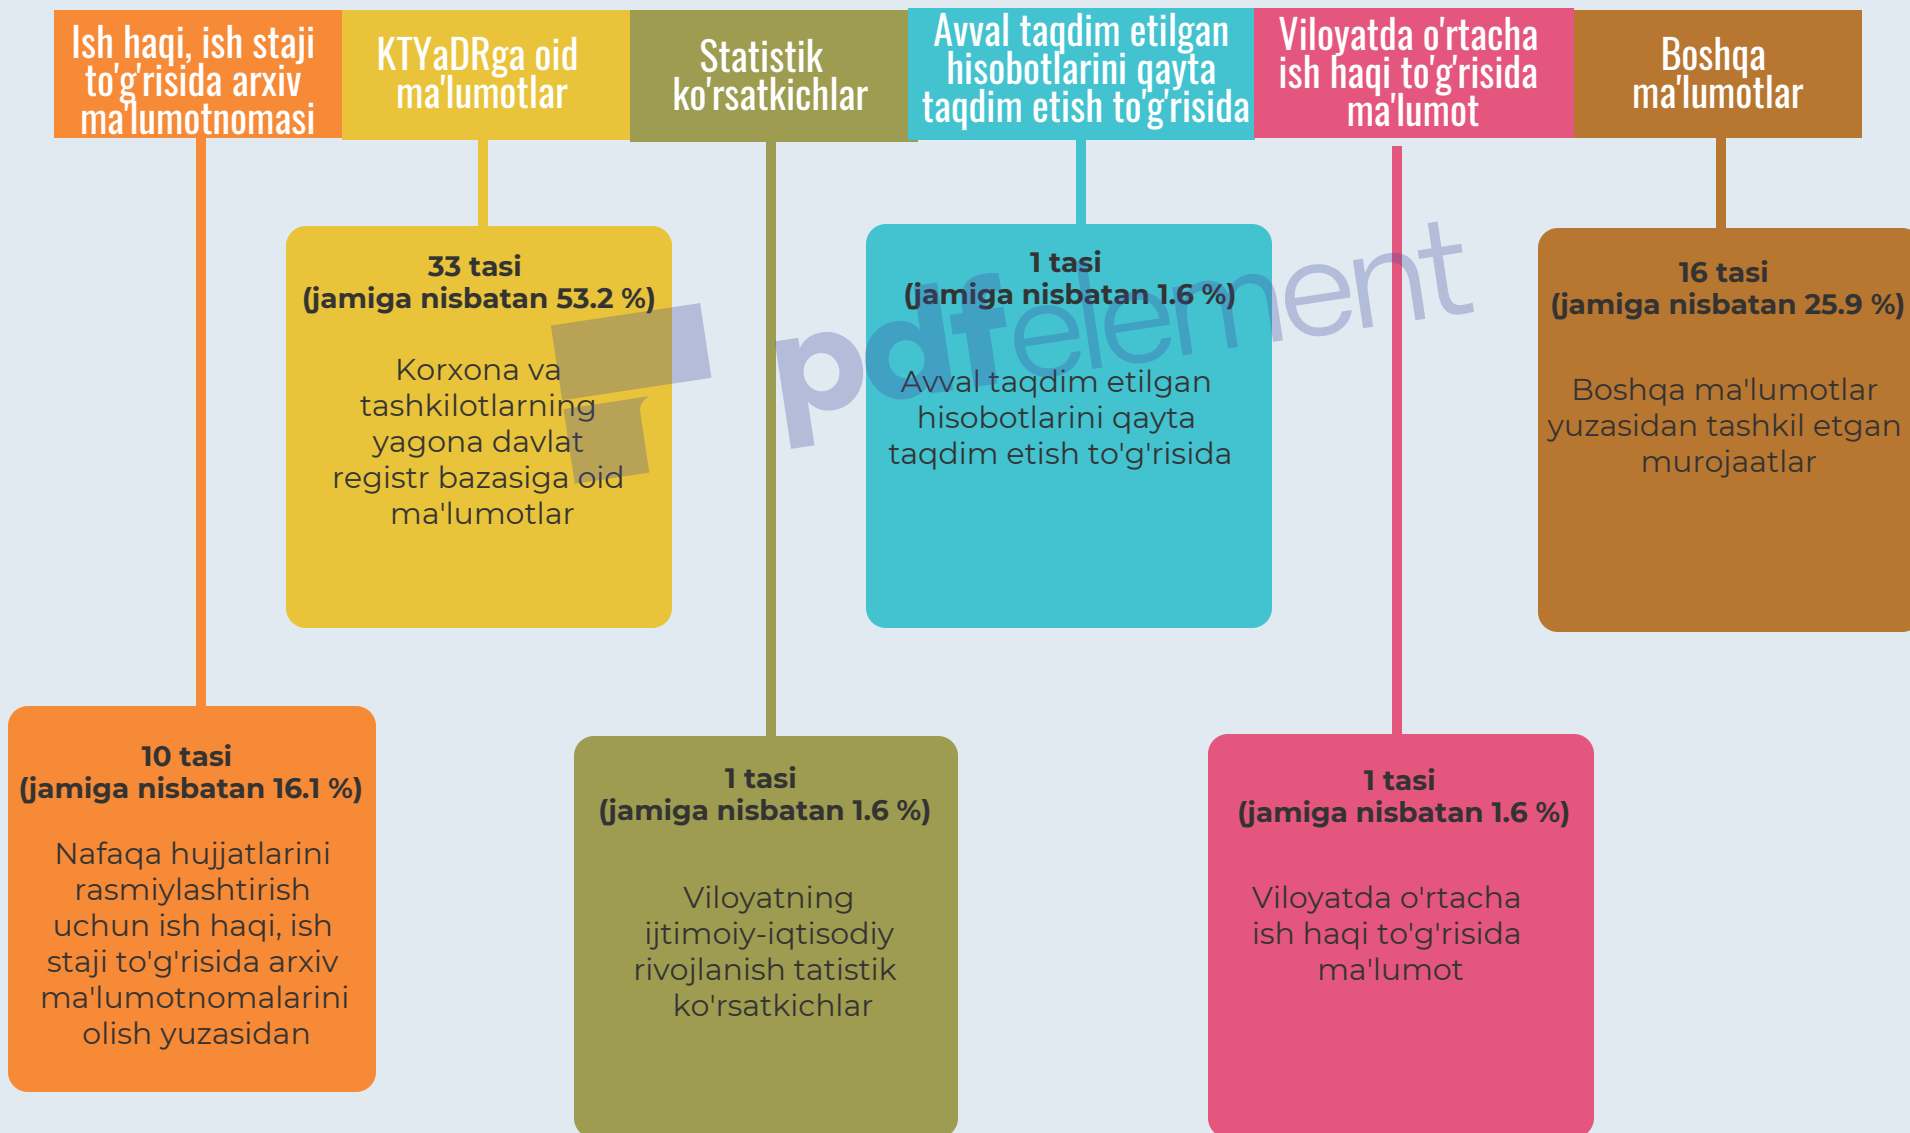 Ish haqi, ish staji
to'g'risida arxiv
ma'lumotnomasi
KTYaDRga oid
ma'lumotlar
Statistik
ko'rsatkichlar
Avval taqdim etilgan
hisobotlarini qayta
taqdim etish to'g'risida
Viloyatda o'rtacha
ish haqi to'g'risida
ma'lumot
Boshqa
ma'lumotlar
33 tasi
(jamiga nisbatan 53.2 %)
Korxona va
tashkilotlarning
yagona davlat
registr bazasiga oid
ma'lumotlar
1 tasi
(jamiga nisbatan 1.6 %)
Avval taqdim etilgan
hisobotlarini qayta
taqdim etish to'g'risida
16 tasi
(jamiga nisbatan 25.9 %)
Boshqa ma'lumotlar
yuzasidan tashkil etgan
murojaatlar
pdfelement
10 tasi
(jamiga nisbatan 16.1 %)
Nafaqa hujjatlarini
rasmiylashtirish
uchun ish haqi, ish
staji to'g'risida arxiv
ma'lumotnomalarini
olish yuzasidan
1 tasi
(jamiga nisbatan 1.6 %)
Viloyatning
ijtimoiy-iqtisodiy
rivojlanish tatistik
ko'rsatkichlar
1 tasi
(jamiga nisbatan 1.6 %)
Viloyatda o'rtacha
ish haqi to'g'risida
ma'lumot